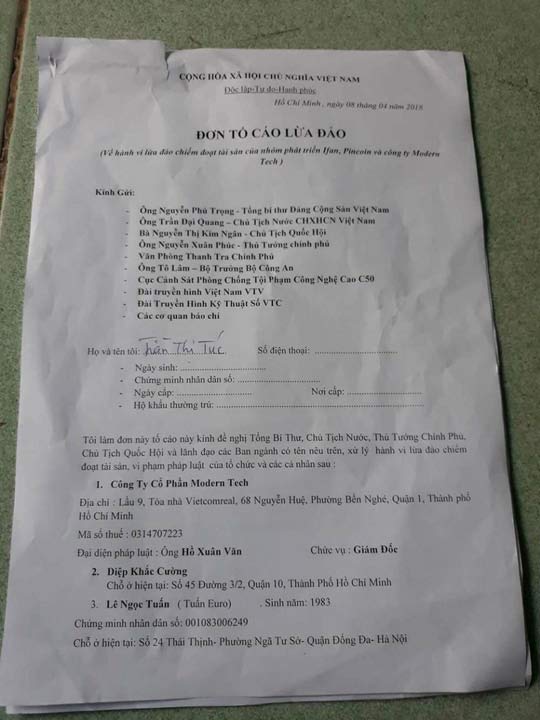 CỘNG HÒA XÃ HỘI CHỦ NGHĨA VIỆT NAM
Độc lập-Tự do-Hạnh phúc
Hồ Chí Minh , ngày 08 tháng 04 năm 2018
ĐƠN TỐ CÁO LỪA ĐẢO
(Về hành vi lừa đảo chiếm đoạt tài sản của nhóm phát triển Ifan, Pincoin và công ty Modern
Tech )
Kính Gửi:
- Ông Nguyễn Phú Trọng - Tổng bí thư Đảng Cộng Sản Việt Nam
- Ông Trần Đại Quang – Chủ Tịch Nước CHXHCN Việt Nam
- Bà Nguyễn Thị Kim Ngân - Chủ Tịch Quốc Hội
- Ông Nguyễn Xuân Phúc - Thủ Tướng chính phủ
- Văn Phòng Thanh Tra Chính Phủ
- Ông Tô Lâm – Bộ Trưởng Bộ Công An
- Cục Cảnh Sát Phòng Chống Tội Phạm Công Nghệ Cao C50
- Đài truyền hình Việt Nam VTV
- Đài Truyền Hình Kỹ Thuật Số VTC
- Các cơ quan báo chí
Họ và tên tôi: Trần Thị Túc Số điện thoại: ............................
- Ngày sinh: ............................
- Chứng minh nhân dân số: ............................
- Ngày cấp: ............................ Nơi cấp: ............................
- Hộ khẩu thường trú: ............................
Tôi làm đơn này tố cáo này kính đề nghị Tổng Bí Thư, Chủ Tịch Nước, Thủ Tướng Chính Phủ,
Chủ Tịch Quốc Hội và lãnh đạo các Ban ngành có tên nêu trên, xử lý hành vi lừa đảo chiếm
đoạt tài sản, vi phạm pháp luật của tổ chức và các cá nhân sau :
1. Công Ty Cổ Phần Modern Tech
Địa chỉ : Lầu 9, Tòa nhà Vietcomreal, 68 Nguyễn Huệ, Phường Bến Nghé, Quận 1, Thành phố
Hồ Chí Minh
Mã số thuế : 0314707223
Đại diện pháp luật : Ông Hồ Xuân Văn Chức vụ : Giám Đốc
2. Diệp Khắc Cường
Chỗ ở hiện tại: Số 45 Đường 3/2, Quận 10, Thành Phố Hồ Chí Minh
3. Lê Ngọc Tuấn ( Tuấn Euro) . Sinh năm: 1983
Chứng minh nhân dân số: 001083006249
Chỗ ở hiện tại: Số 24 Thái Thịnh- Phường Ngã Tư Sở- Quận Đống Đa- Hà Nội